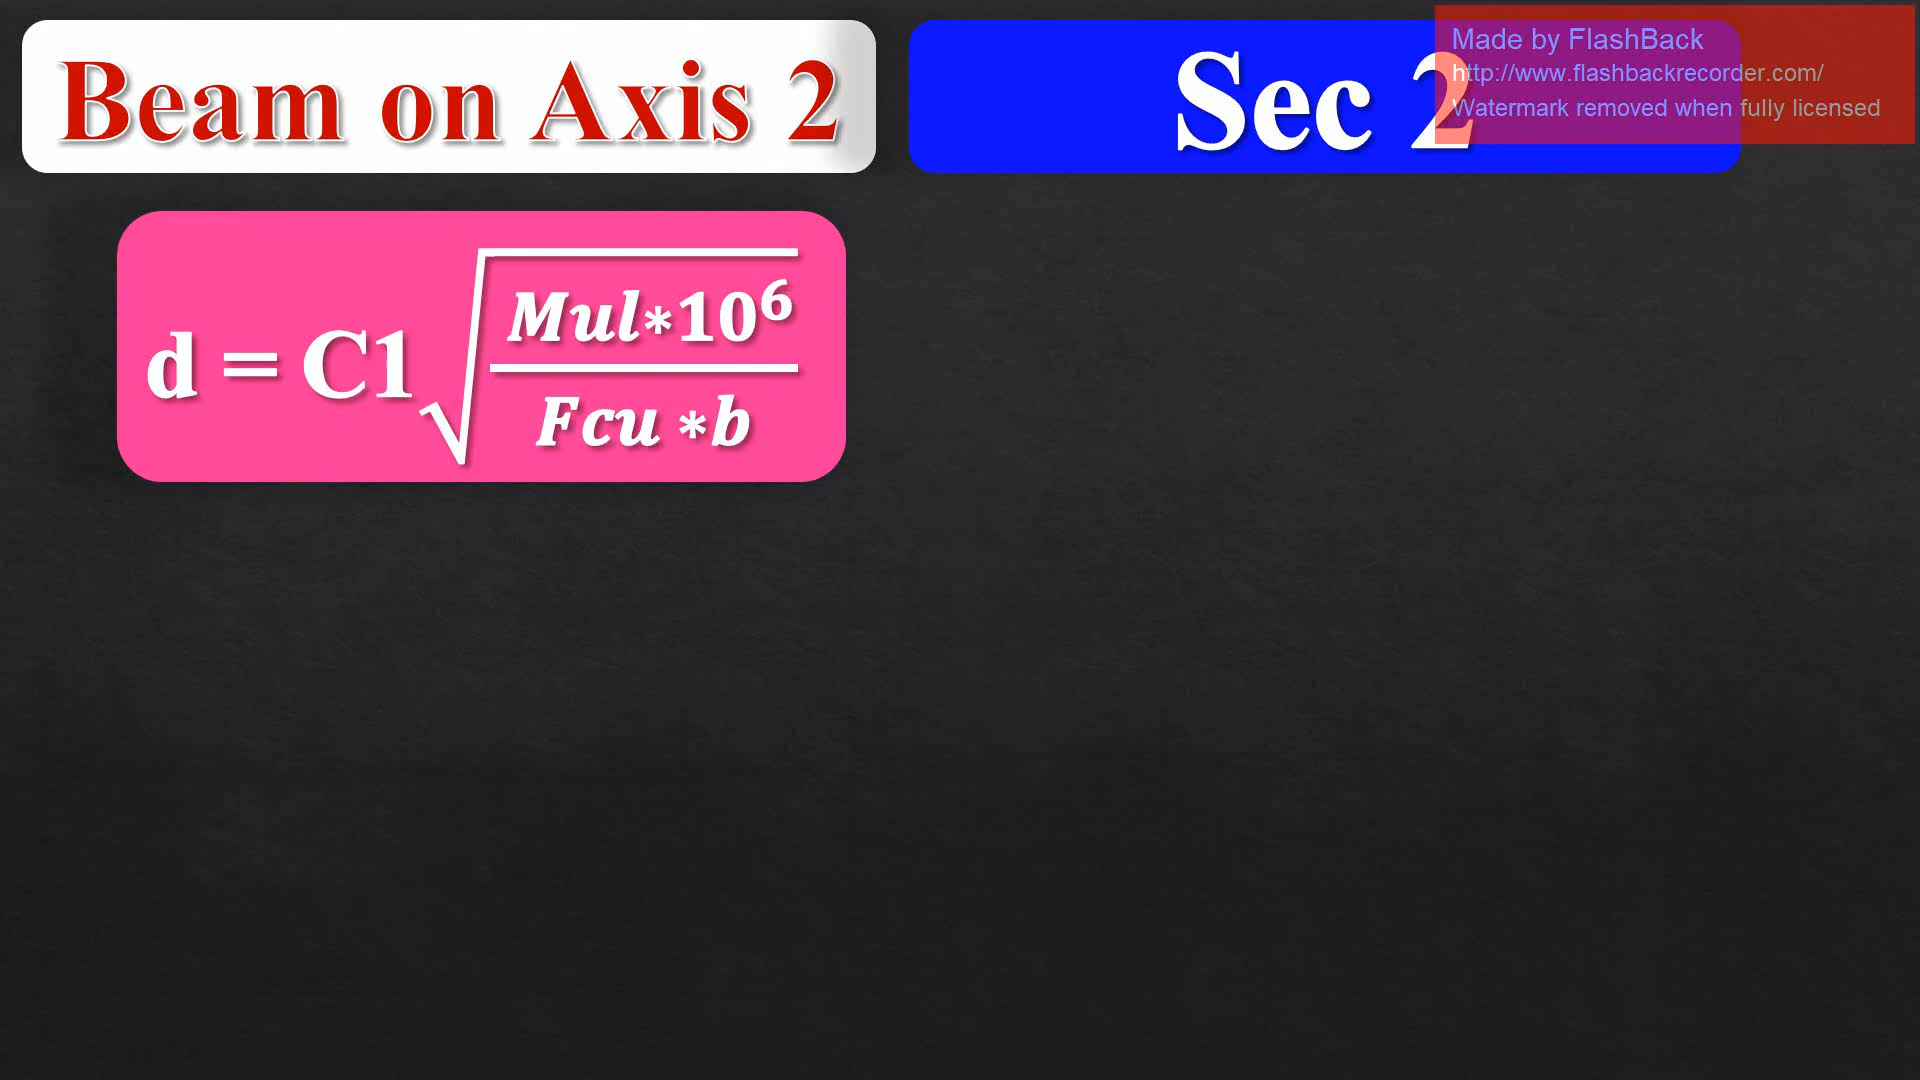 Beam on Axis 2
Sec 2
Made by FlashBack
http://www.flashbackrecorder.com/
Watermark removed when fully licensed
d = C1√((Mul*10⁶)/(Fcu *b))